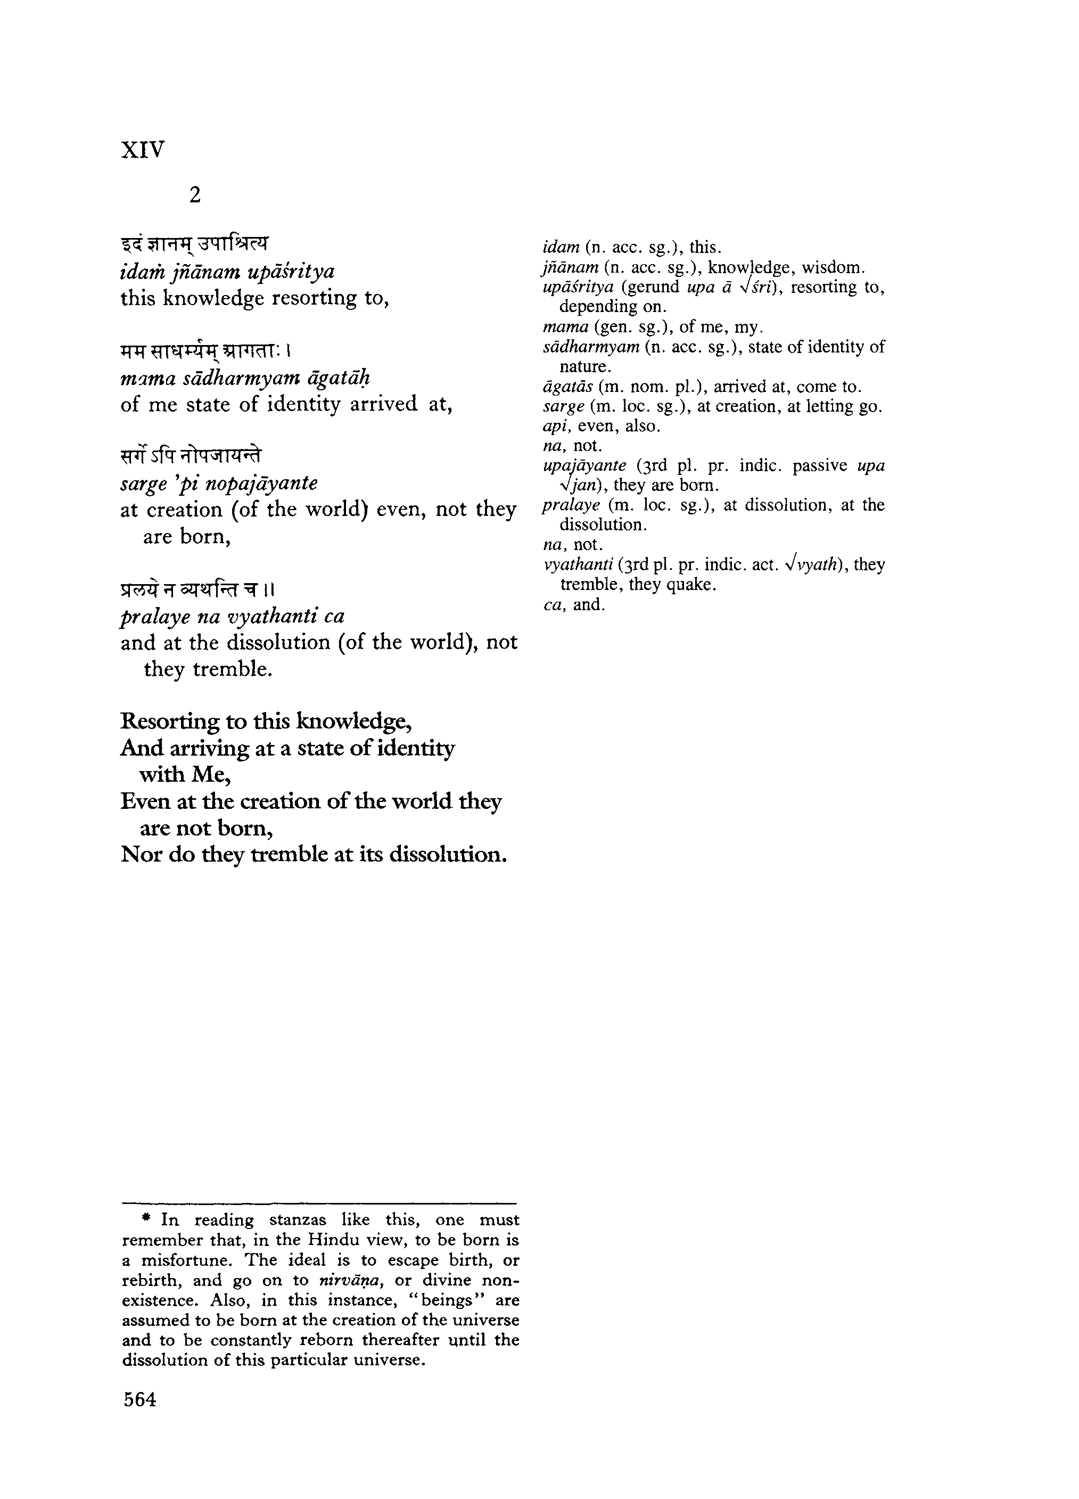 XIV
2
इदं ज्ञानम् उपाश्रित्य
idaṁ jñānam upāśritya
this knowledge resorting to,
मम साधर्म्यम् आगताः ।
mama sādharmyam āgatāḥ
of me state of identity arrived at,
सर्गे ऽपि नोपजायन्ते
sarge ’pi nopajāyante
at creation (of the world) even, not they
are born,
प्रलये न व्यथन्ति च ।।
pralaye na vyathanti ca
and at the dissolution (of the world), not
they tremble.
Resorting to this knowledge,
And arriving at a state of identity
with Me,
Even at the creation of the world they
are not born,
Nor do they tremble at its dissolution.
idam (n. acc. sg.), this.
jñānam (n. acc. sg.), knowledge, wisdom.
upāśritya (gerund upa ā √śri), resorting to,
depending on.
mama (gen. sg.), of me, my.
sādharmyam (n. acc. sg.), state of identity of
nature.
āgatās (m. nom. pl.), arrived at, come to.
sarge (m. loc. sg.), at creation, at letting go.
api, even, also.
na, not.
upajāyante (3rd pl. pr. indic. passive upa
√jan), they are born.
pralaye (m. loc. sg.), at dissolution, at the
dissolution.
na, not.
vyathanti (3rd pl. pr. indic. act. √vyath), they
tremble, they quake.
ca, and.
* In reading stanzas like this, one must
remember that, in the Hindu view, to be born is
a misfortune. The ideal is to escape birth, or
rebirth, and go on to nirvāṇa, or divine non-
existence. Also, in this instance, “beings” are
assumed to be born at the creation of the universe
and to be constantly reborn thereafter until the
dissolution of this particular universe.
564